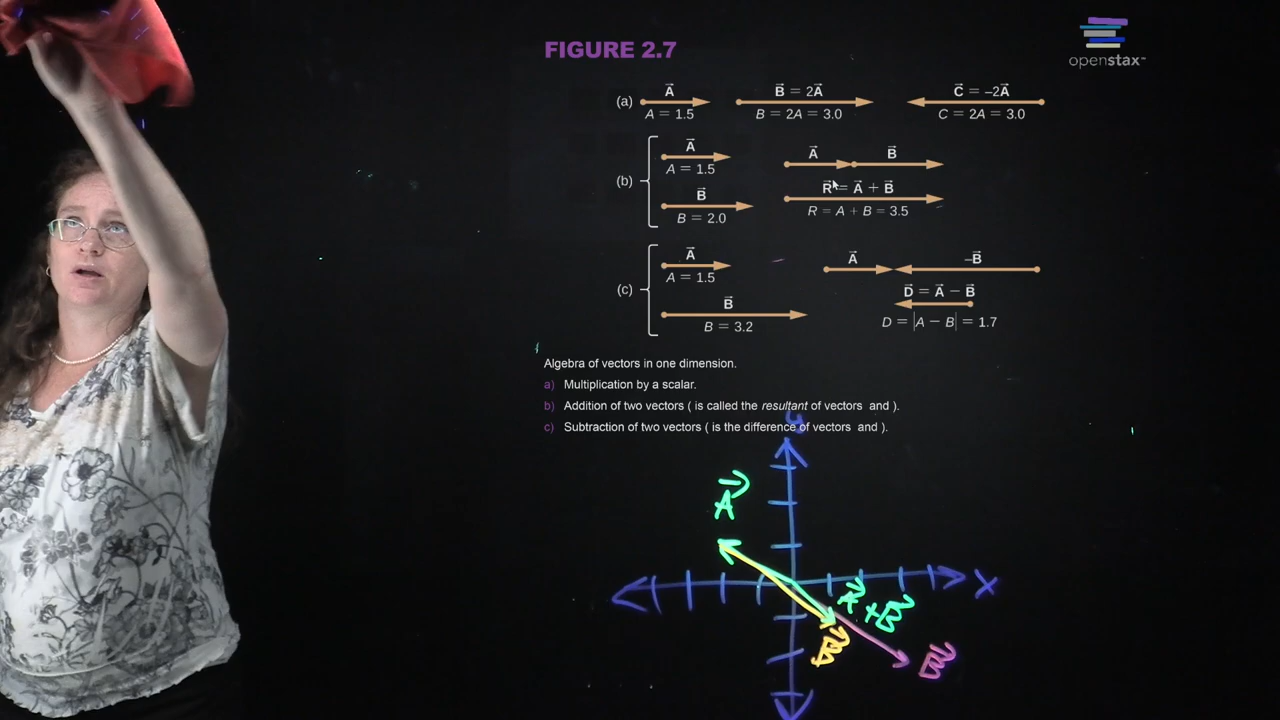 FIGURE 2.7
openstax™
(a) A⃗ B⃗ = 2A⃗ C⃗ = –2A⃗
A = 1.5 B = 2A = 3.0 C = 2A = 3.0
(b) A⃗ A⃗ B⃗
A = 1.5
B⃗ R⃗ = A⃗ + B⃗
B = 2.0 R = A + B = 3.5
(c) A⃗ A⃗ –B⃗
A = 1.5
B⃗ D⃗ = A⃗ − B⃗
B = 3.2 D = |A − B| = 1.7
Algebra of vectors in one dimension.
a) Multiplication by a scalar.
b) Addition of two vectors ( is called the resultant of vectors and ).
c) Subtraction of two vectors ( is the difference of vectors and ).
A⃗
x
A⃗ + B⃗
B⃗
B⃗